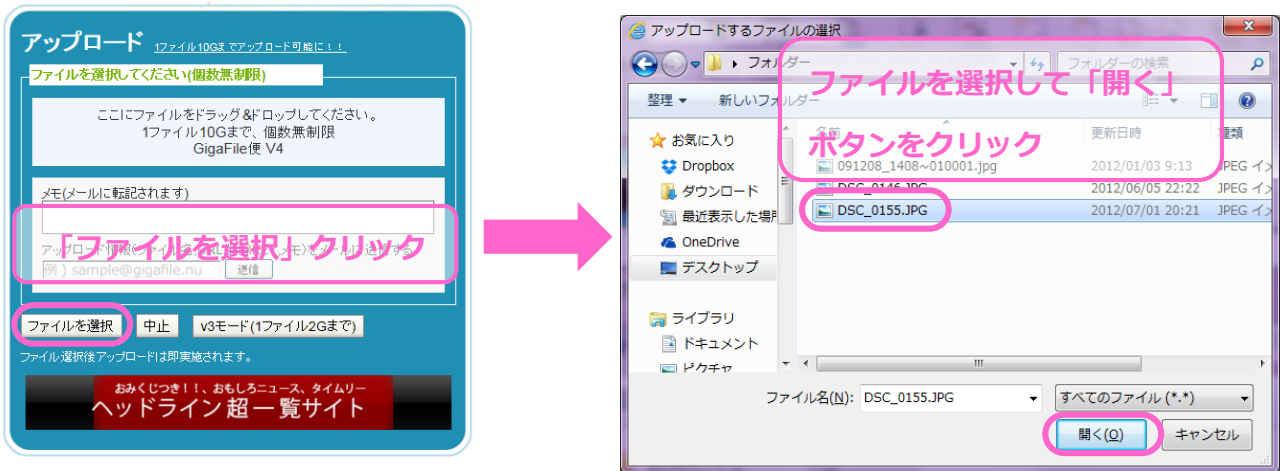 アップロード 1ファイル10Gまでアップロード可能に！！
ファイルを選択してください(個数無制限)
ここにファイルをドラッグ&ドロップしてください。
1ファイル10Gまで、個数無制限
GigaFile便 V4
メモ(メールに転記されます)
「ファイルを選択」クリック
例 ) sample@gigafile.nu 送信
ファイルを選択 中止 v3モード(1ファイル2Gまで)
ファイル選択後アップロードは即実施されます。
おみくじつき！！、おもしろニュース、タイムリー
ヘッドライン超一覧サイト
アップロードするファイルの選択
フォルダー フォルダーの検索
整理 新しいフォルダー
ファイルを選択して「開く」
ボタンをクリック
名前 更新日時 種類
091208_1408~010001.jpg 2012/01/03 9:13 JPEG イメ
DSC_0146.JPG 2012/06/05 22:22 JPEG イメ
DSC_0155.JPG 2012/07/01 20:21 JPEG イメ
お気に入り
Dropbox
ダウンロード
最近表示した場所
OneDrive
デスクトップ
ライブラリ
ドキュメント
ピクチャ
ファイル名(N): DSC_0155.JPG すべてのファイル (*.*)
開く(O) キャンセル